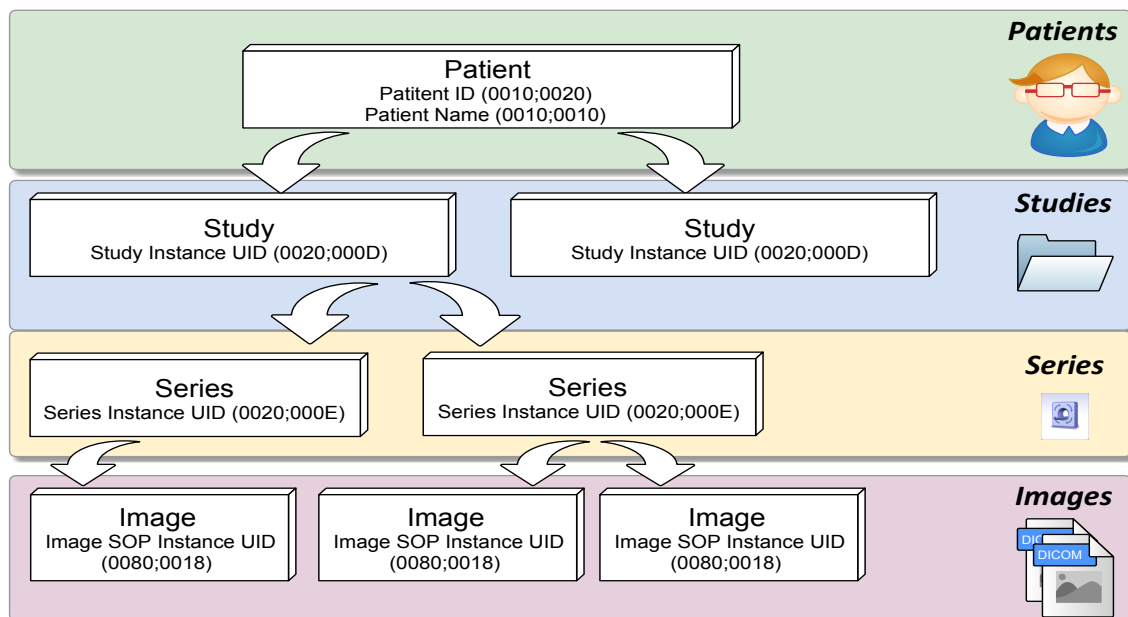 Patients
Patient
Patitent ID (0010;0020)
Patient Name (0010;0010)
Studies
Study
Study Instance UID (0020;000D)
Study
Study Instance UID (0020;000D)
Series
Series
Series Instance UID (0020;000E)
Series
Series Instance UID (0020;000E)
Images
Image
Image SOP Instance UID
(0080;0018)
Image
Image SOP Instance UID
(0080;0018)
Image
Image SOP Instance UID
(0080;0018)
DICOM